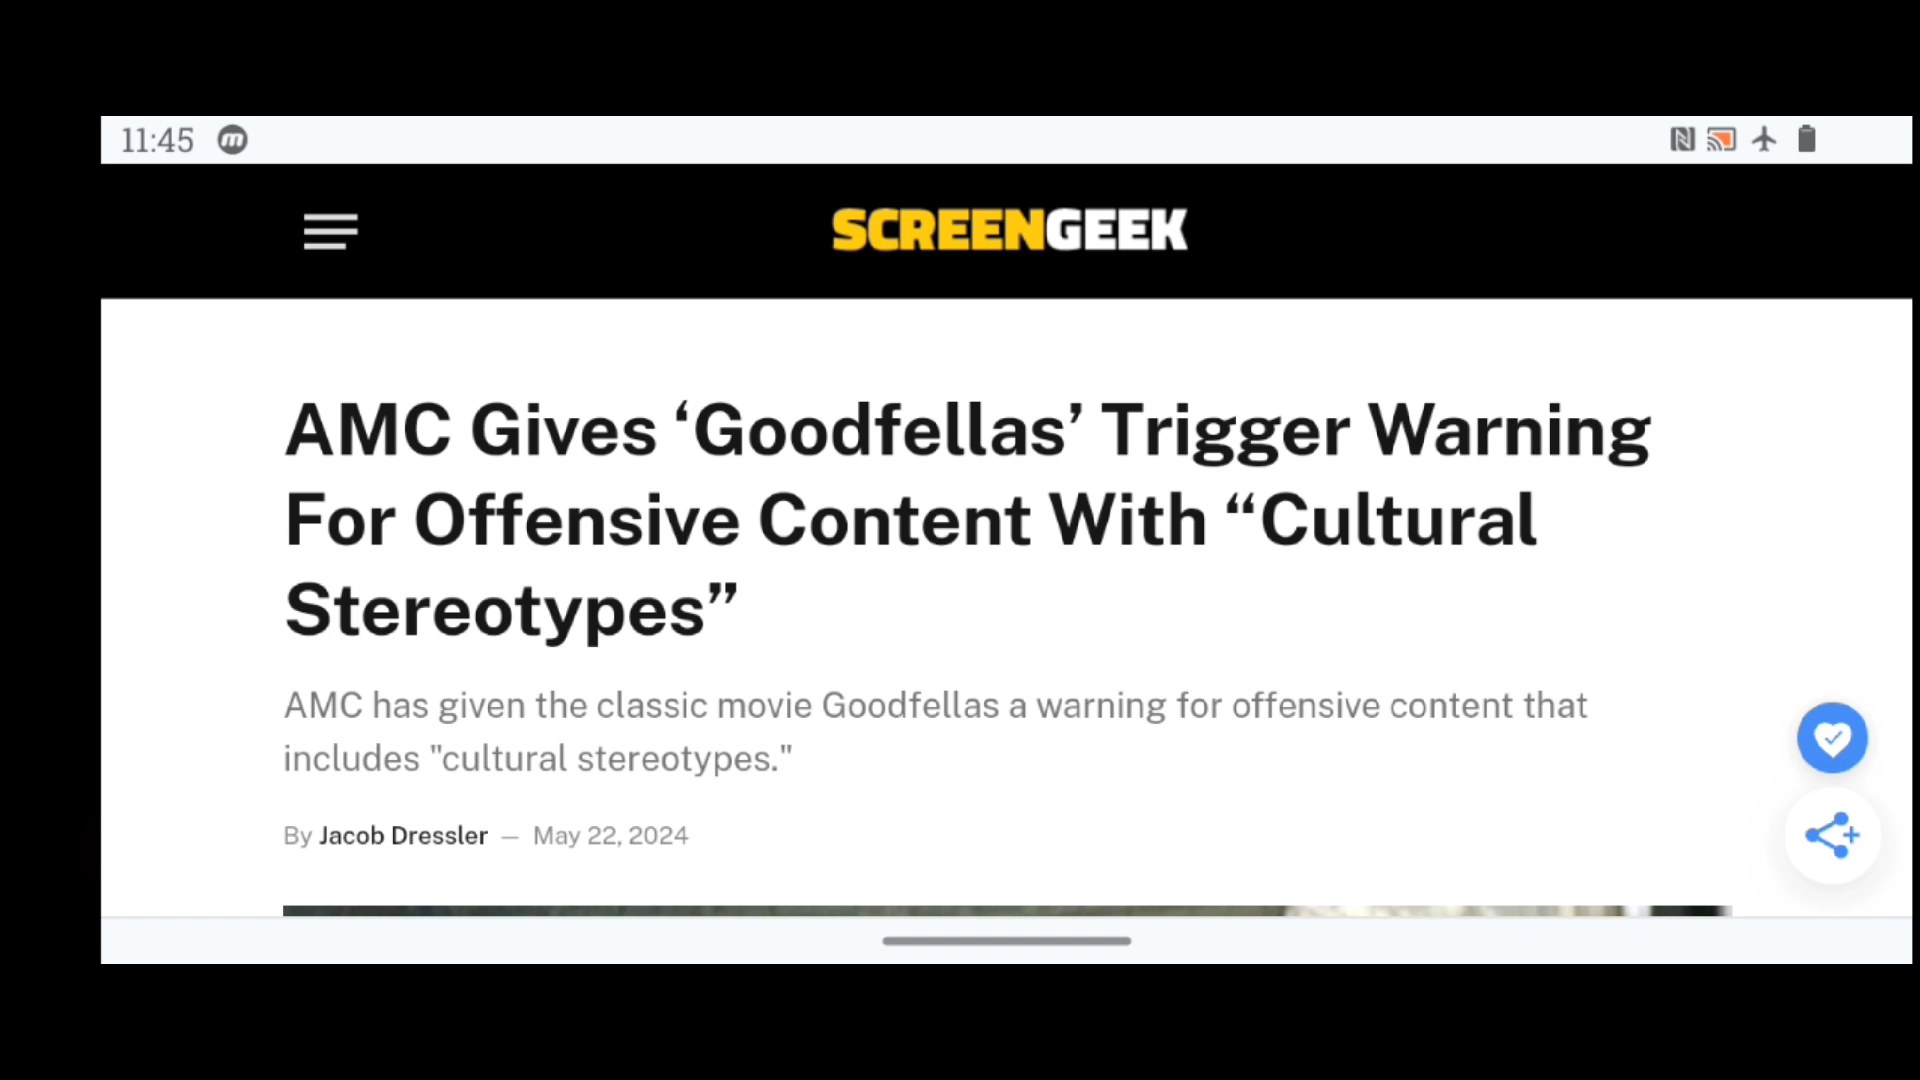 11:45
SCREENGEEK
AMC Gives ‘Goodfellas’ Trigger Warning
For Offensive Content With “Cultural
Stereotypes”
AMC has given the classic movie Goodfellas a warning for offensive content that
includes "cultural stereotypes."
By Jacob Dressler — May 22, 2024